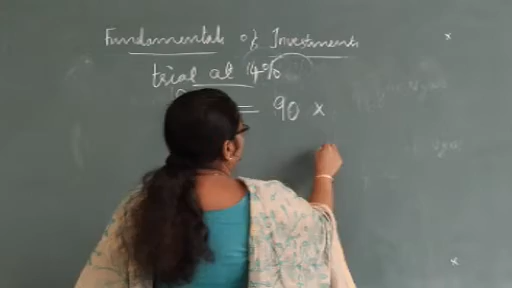 Fundamentals of Investments
trial at 14%
= 90 x